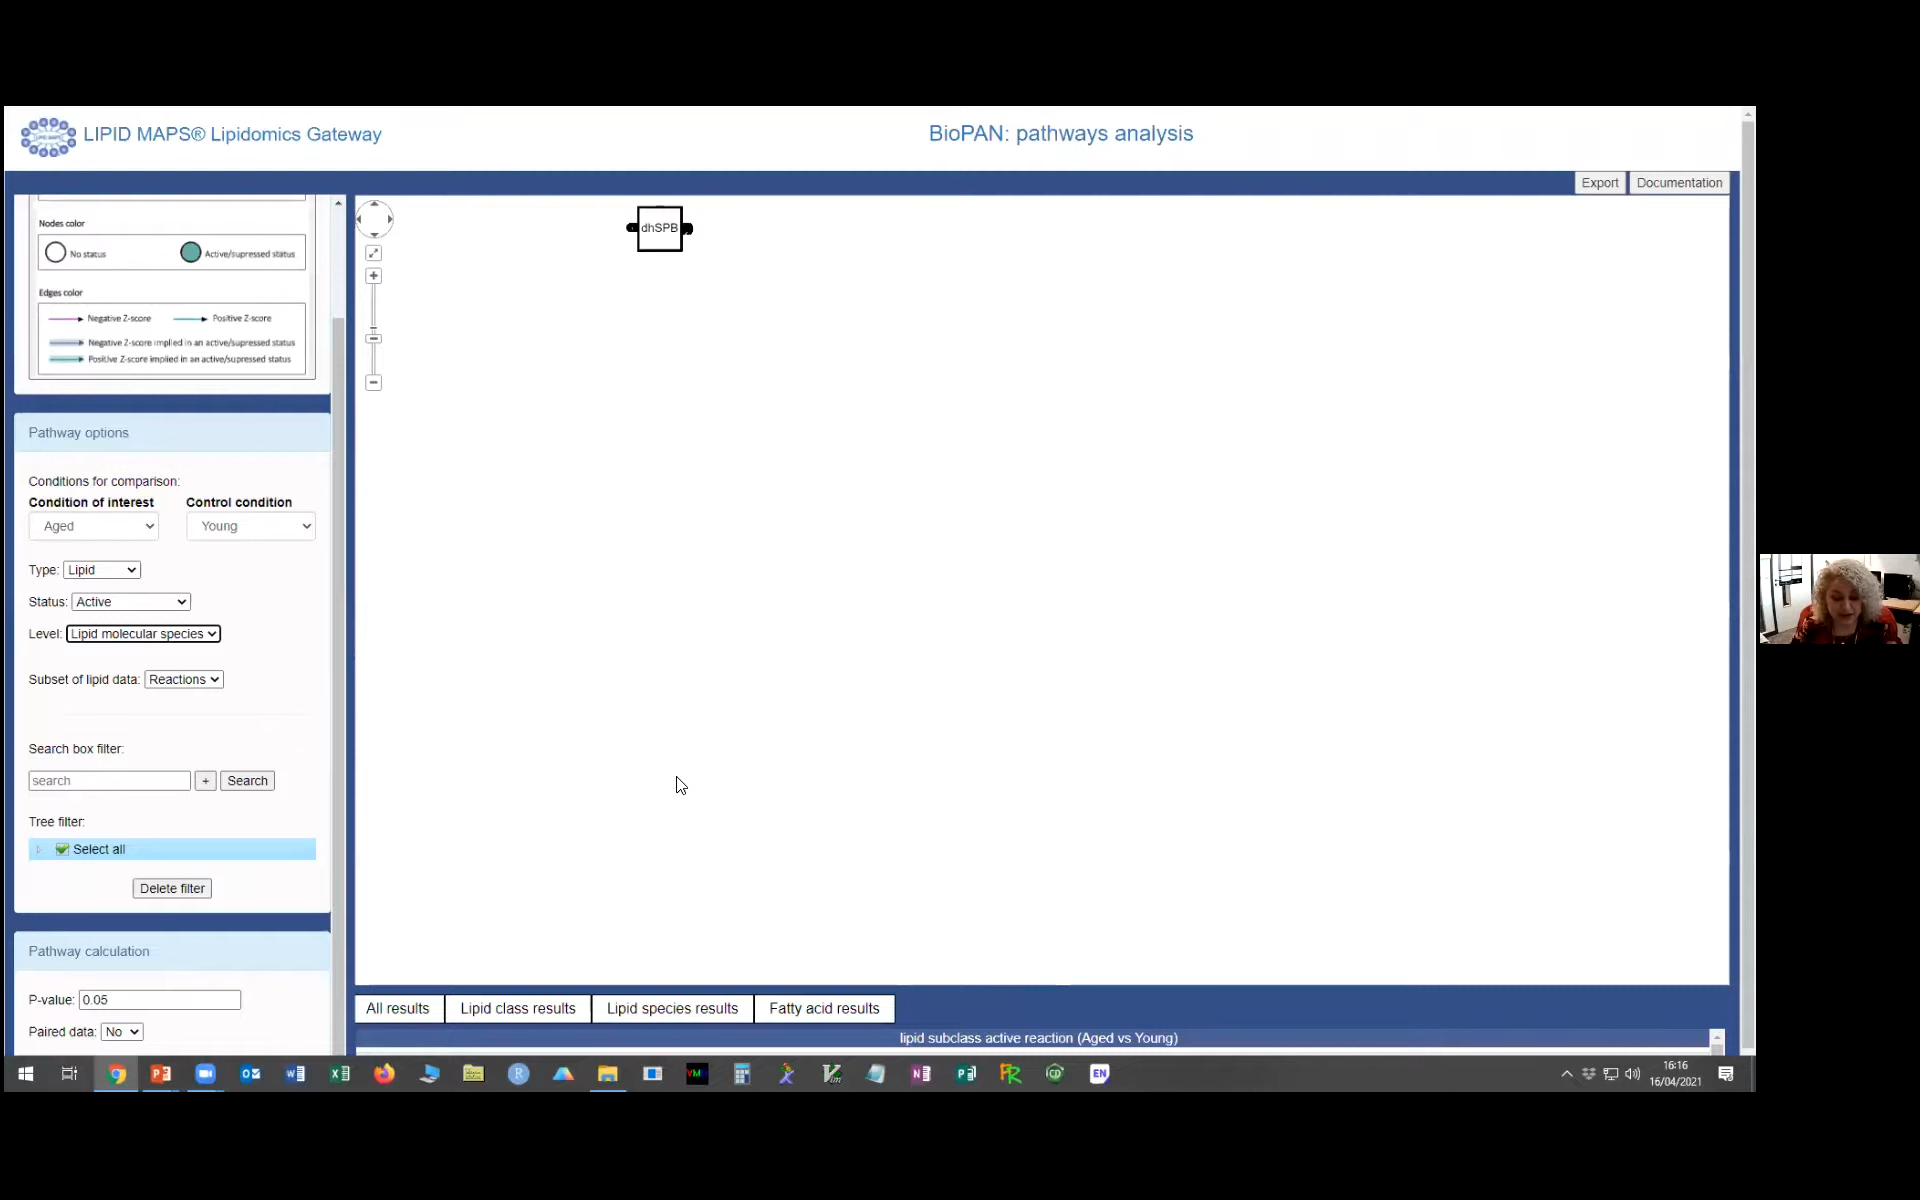 LIPID MAPS® Lipidomics Gateway
BioPAN: pathways analysis
Export
Documentation
Nodes color
No status
Active/supressed status
Edges color
Negative Z-score
Positive Z-score
Negative Z-score implied in an active/supressed status
Positive Z-score implied in an active/supressed status
Pathway options
Conditions for comparison:
Condition of interest
Control condition
Aged
Young
Type: Lipid
Status: Active
Level: Lipid molecular species
Subset of lipid data: Reactions
Search box filter:
search + Search
Tree filter:
Select all
Delete filter
Pathway calculation
P-value: 0.05
Paired data: No
dhSPB
All results
Lipid class results
Lipid species results
Fatty acid results
lipid subclass active reaction (Aged vs Young)
16:16
16/04/2021